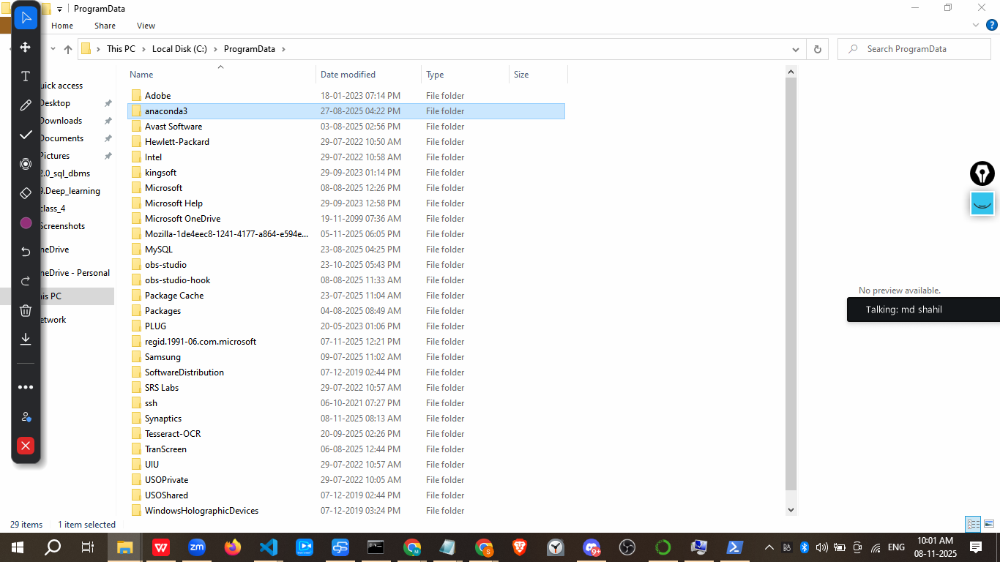 ProgramData
Home Share View
This PC Local Disk (C:) ProgramData
Search ProgramData
Name Date modified Type Size
uick access
Desktop
Downloads
Documents
Pictures
2.0_sql_dbms
9.Deep_learning
class_4
Screenshots
neDrive
neDrive - Personal
his PC
etwork
Adobe 18-01-2023 07:14 PM File folder
anaconda3 27-08-2025 04:22 PM File folder
Avast Software 03-08-2025 02:56 PM File folder
Hewlett-Packard 29-07-2022 10:50 AM File folder
Intel 29-07-2022 10:58 AM File folder
kingsoft 29-09-2023 01:14 PM File folder
Microsoft 08-08-2025 12:26 PM File folder
Microsoft Help 29-09-2023 12:58 PM File folder
Microsoft OneDrive 19-11-2099 07:36 AM File folder
Mozilla-1de4eec8-1241-4177-a864-e594e... 05-11-2025 06:05 PM File folder
MySQL 23-08-2025 04:25 PM File folder
obs-studio 23-10-2025 05:43 PM File folder
obs-studio-hook 08-08-2025 11:33 AM File folder
Package Cache 23-07-2025 11:04 AM File folder
Packages 04-08-2025 08:49 AM File folder
PLUG 20-05-2023 01:06 PM File folder
regid.1991-06.com.microsoft 07-11-2025 12:21 PM File folder
Samsung 09-07-2025 11:02 AM File folder
SoftwareDistribution 07-12-2019 02:44 PM File folder
SRS Labs 29-07-2022 10:57 AM File folder
ssh 06-10-2021 07:27 PM File folder
Synaptics 08-11-2025 08:13 AM File folder
Tesseract-OCR 20-09-2025 02:26 PM File folder
TranScreen 06-08-2025 12:44 PM File folder
UIU 29-07-2022 10:57 AM File folder
USOPrivate 29-07-2022 10:05 AM File folder
USOShared 07-12-2019 02:44 PM File folder
WindowsHolographicDevices 07-12-2019 03:24 PM File folder
No preview available.
Talking: md shahil
29 items 1 item selected
zm
9+
ENG
10:01 AM
08-11-2025